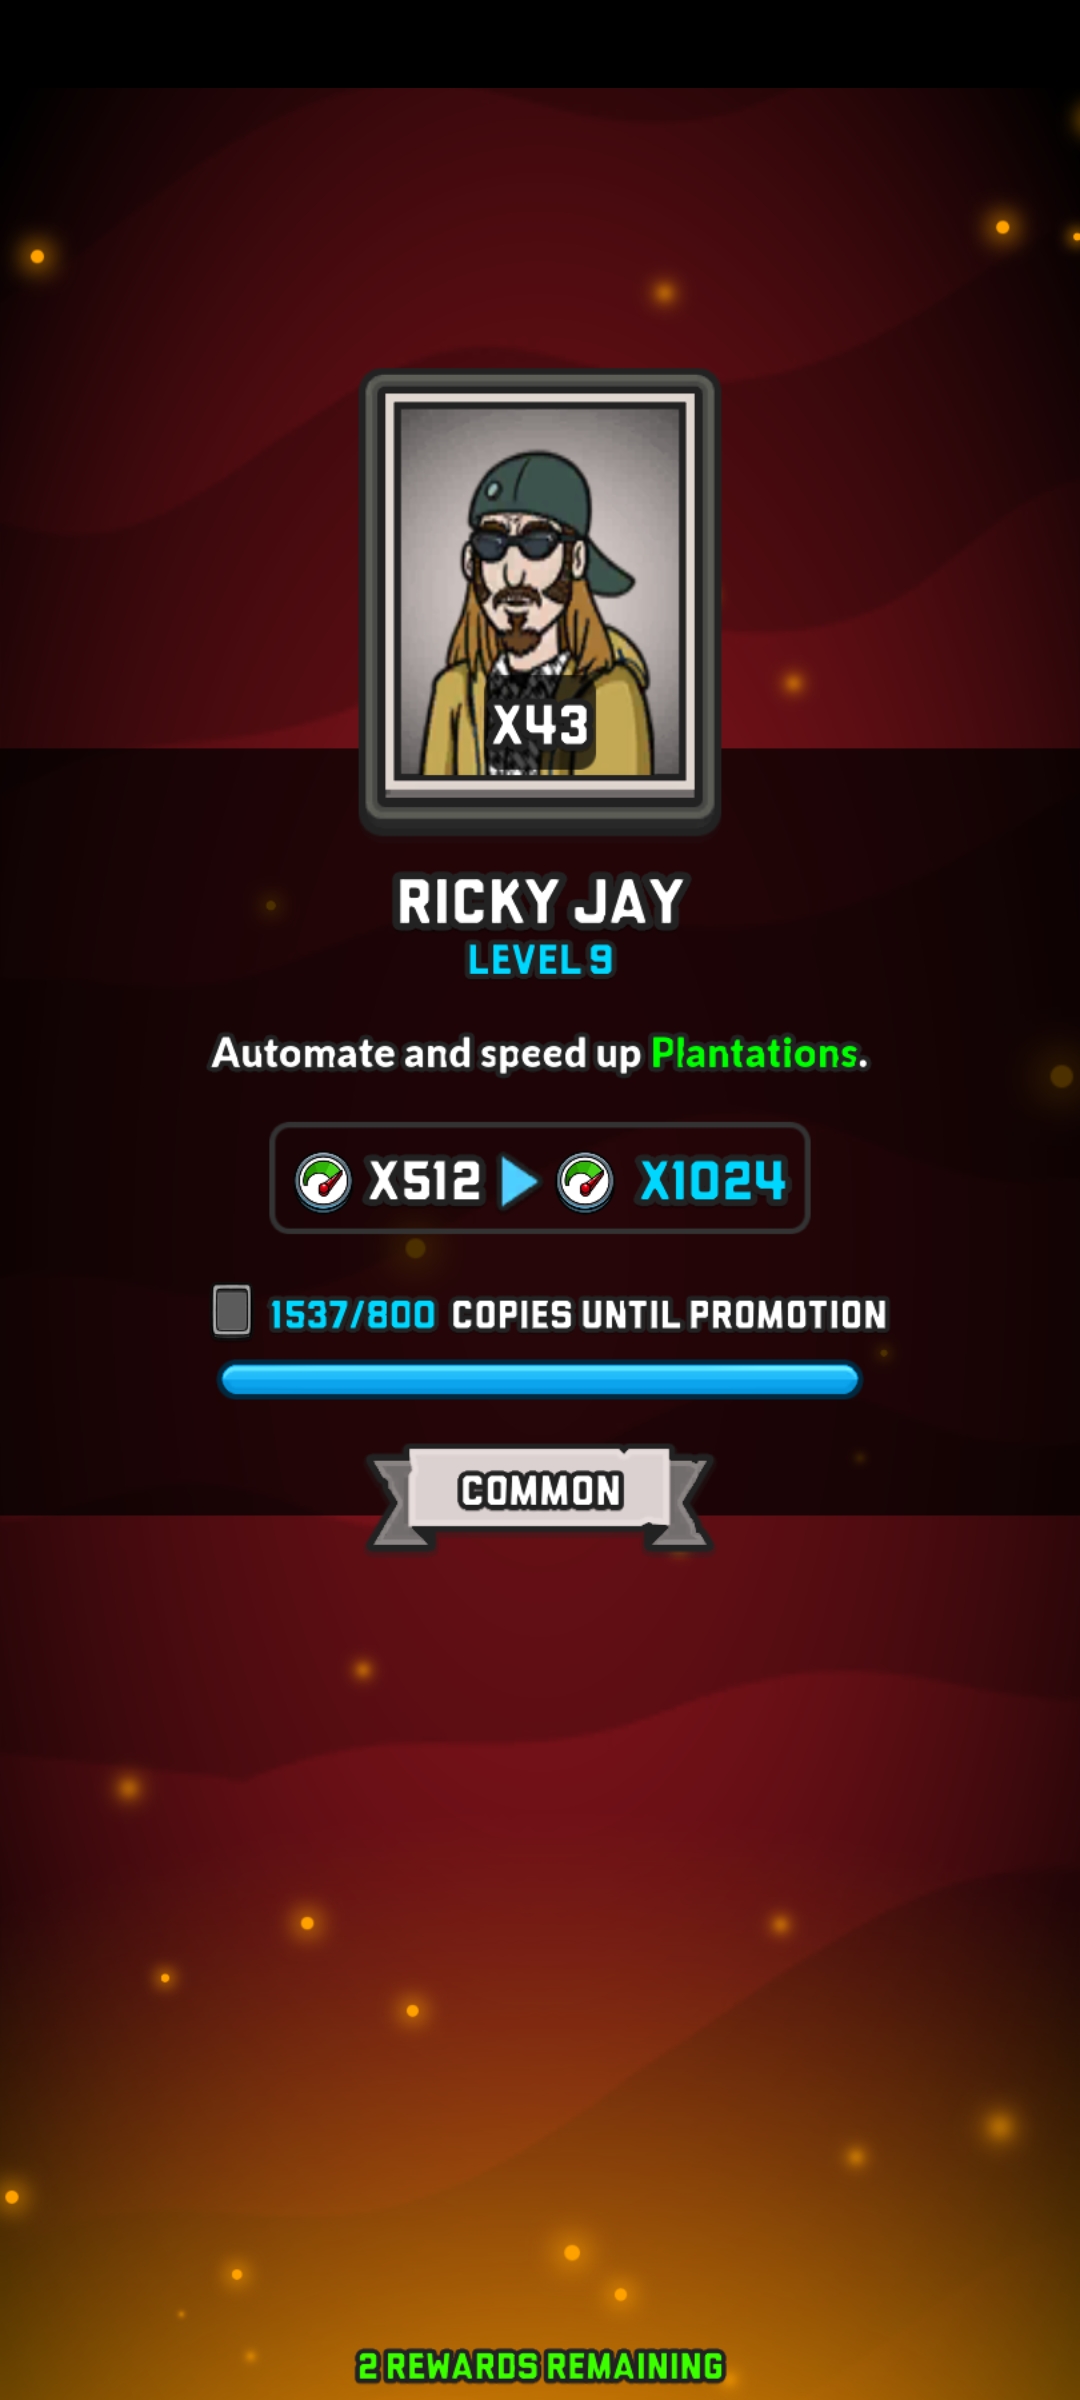 X43
RICKY JAY
LEVEL 9
Automate and speed up Plantations.
X512 X1024
1537/800 COPIES UNTIL PROMOTION
COMMON
2 REWARDS REMAINING